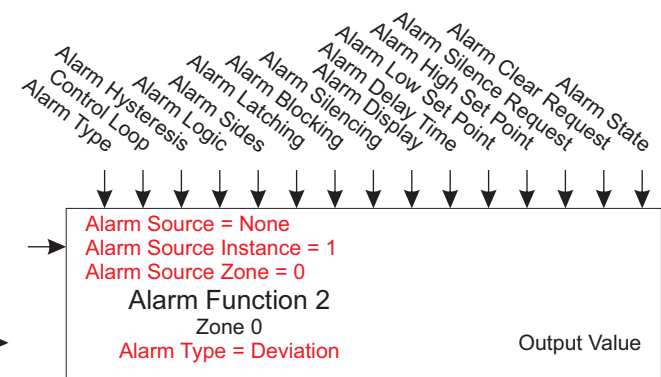 Alarm Type
Control Loop
Alarm Hysteresis
Alarm Logic
Alarm Sides
Alarm Latching
Alarm Blocking
Alarm Silencing
Alarm Display
Alarm Delay Time
Alarm Low Set Point
Alarm High Set Point
Alarm Silence Request
Alarm Clear Request
Alarm State
Alarm Source = None
Alarm Source Instance = 1
Alarm Source Zone = 0
Alarm Function 2
Zone 0
Alarm Type = Deviation
Output Value